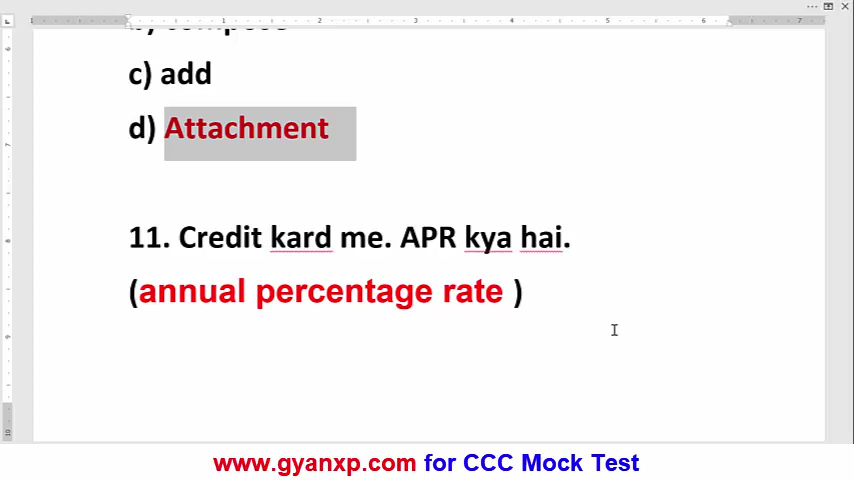 c) add
d) Attachment
11. Credit kard me. APR kya hai.
(annual percentage rate )
www.gyanxp.com for CCC Mock Test